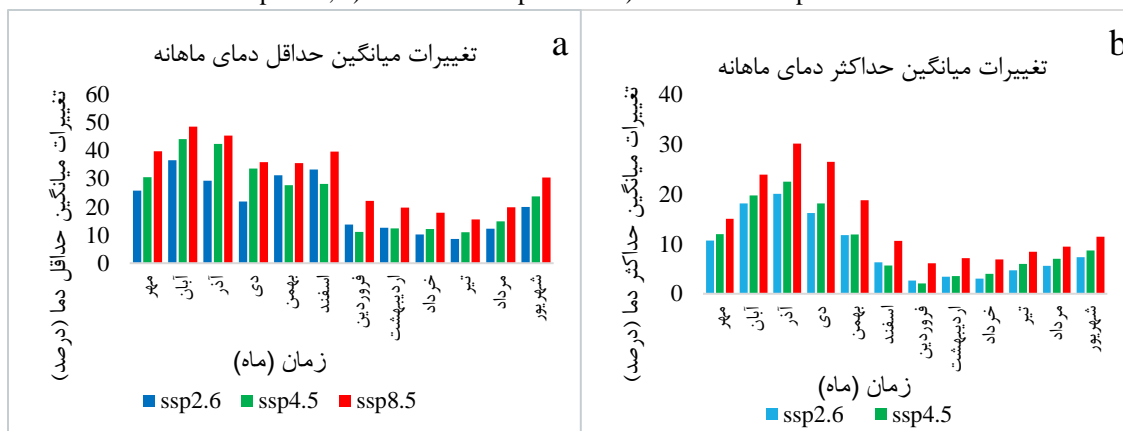 a
تغییرات میانگین حداقل دمای ماهانه
تغییرات میانگین حداقل دما (درصد)
60
50
40
30
20
10
0
مهر
آبان
آذر
دی
بهمن
اسفند
فروردین
اردیبهشت
خرداد
تیر
مرداد
شهریور
زمان (ماه)
ssp2.6 ssp4.5 ssp8.5
b
تغییرات میانگین حداکثر دمای ماهانه
تغییرات میانگین حداکثر دما (درصد)
40
30
20
10
0
مهر
آبان
آذر
دی
بهمن
اسفند
فروردین
اردیبهشت
خرداد
تیر
مرداد
شهریور
زمان (ماه)
ssp2.6 ssp4.5